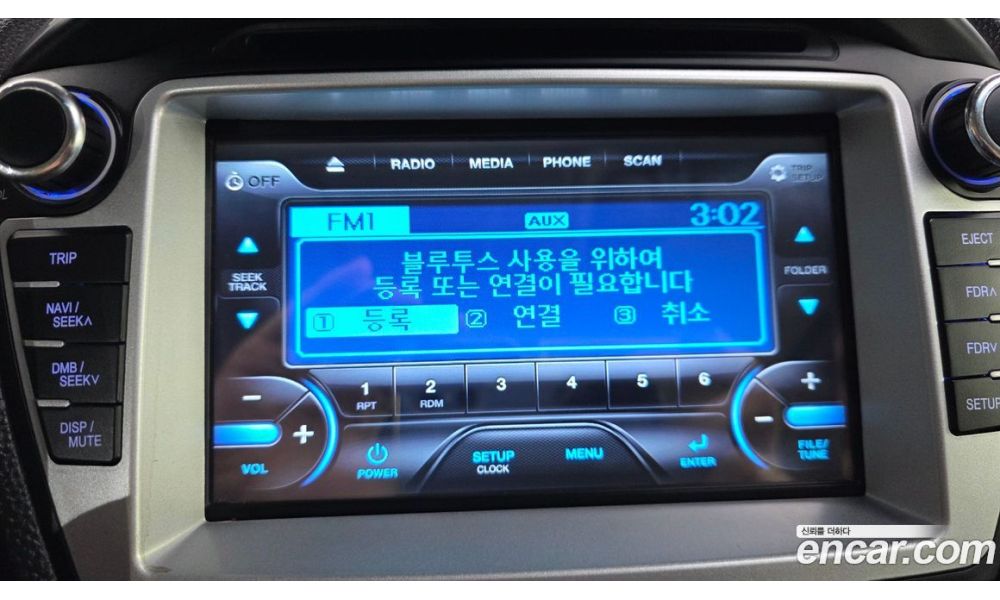 RADIO MEDIA PHONE SCAN
OFF
TRIP SETUP
FM1 AUX 3:02
블루투스 사용을 위하여
등록 또는 연결이 필요합니다
1 등록 2 연결 3 취소
SEEK
TRACK
FOLDER
TRIP
NAVI /
SEEK∧
DMB /
SEEK∨
DISP /
MUTE
EJECT
FDR∧
FDR∨
SETUP
1 2 3 4 5 6
RPT RDM
− +
VOL
POWER
SETUP
CLOCK
MENU
ENTER
+ −
FILE/
TUNE
신뢰를 더하다
encar.com